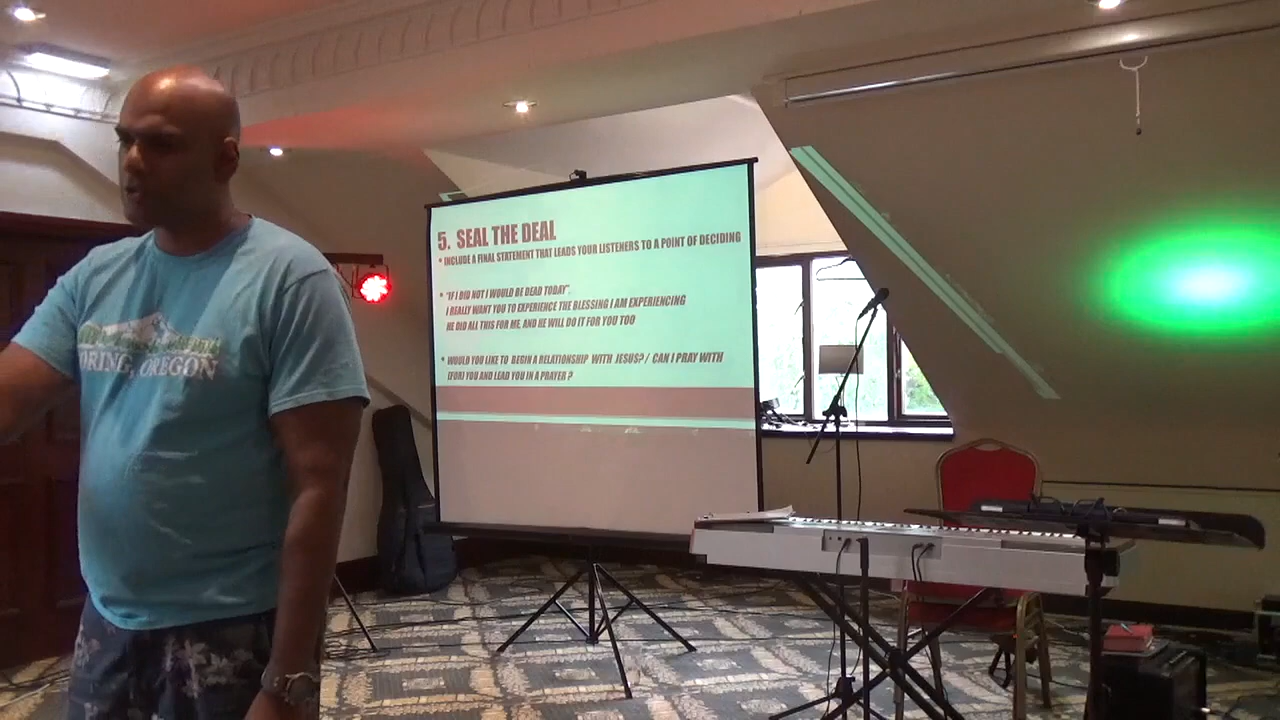 5. SEAL THE DEAL
• INCLUDE A FINAL STATEMENT THAT LEADS YOUR LISTENERS TO A POINT OF DECIDING
• "IF I DID NOT I WOULD BE DEAD TODAY".
I REALLY WANT YOU TO EXPERIENCE THE BLESSING I AM EXPERIENCING
HE DID ALL THIS FOR ME, AND HE WILL DO IT FOR YOU TOO
• WOULD YOU LIKE TO BEGIN A RELATIONSHIP WITH JESUS? / CAN I PRAY WITH
(FOR) YOU AND LEAD YOU IN A PRAYER ?
ORING, OREGON